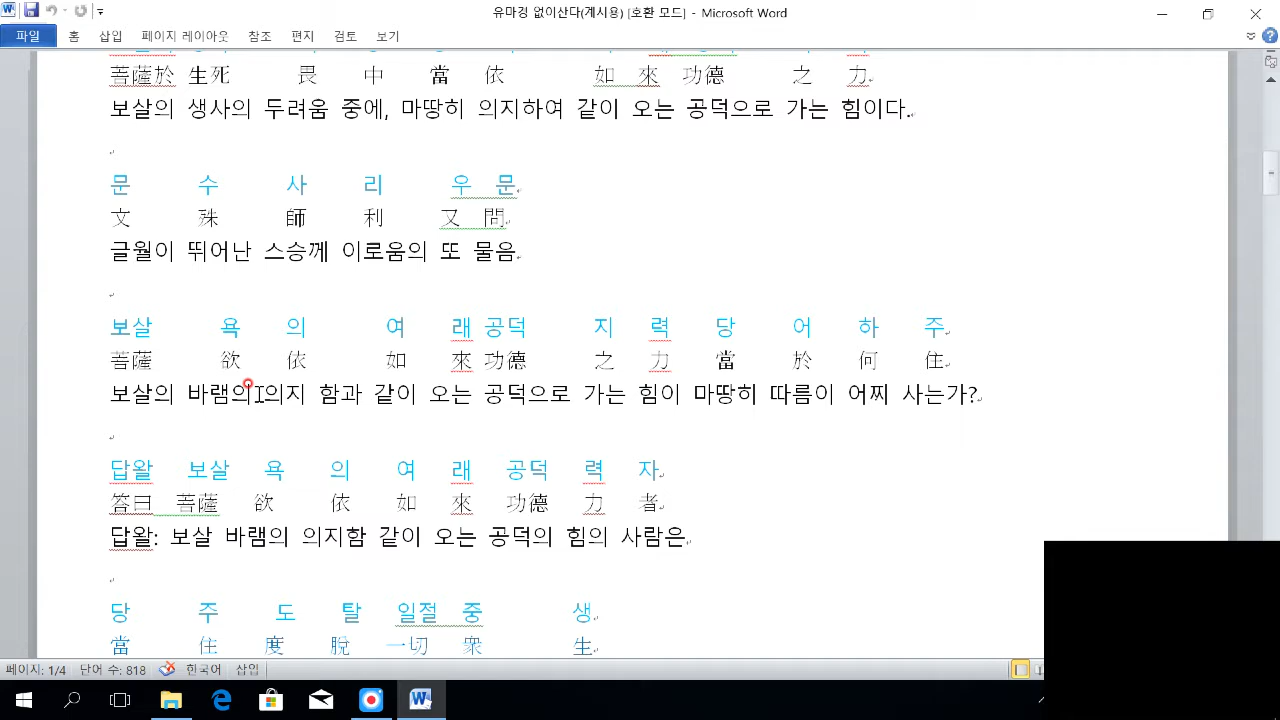 유마경 없이산다(게시용) [호환 모드] - Microsoft Word
파일 홈 삽입 페이지 레이아웃 참조 편지 검토 보기
菩薩於 生死 畏 中 當 依 如 來 功德 之 力
보살의 생사의 두려움 중에, 마땅히 의지하여 같이 오는 공덕으로 가는 힘이다.
문 수 사 리 우 문
文 殊 師 利 又 問
글월이 뛰어난 스승께 이로움의 또 물음
보살 욕 의 여 래 공덕 지 력 당 어 하 주
菩薩 欲 依 如 來 功德 之 力 當 於 何 住
보살의 바램의 의지 함과 같이 오는 공덕으로 가는 힘이 마땅히 따름이 어찌 사는가?
답왈 보살 욕 의 여 래 공덕 력 자
答曰 菩薩 欲 依 如 來 功德 力 者
답왈: 보살 바램의 의지함 같이 오는 공덕의 힘의 사람은
당 주 도 탈 일절 중 생
當 住 度 脫 一切 衆 生
페이지: 1/4 단어 수: 818 한국어 삽입